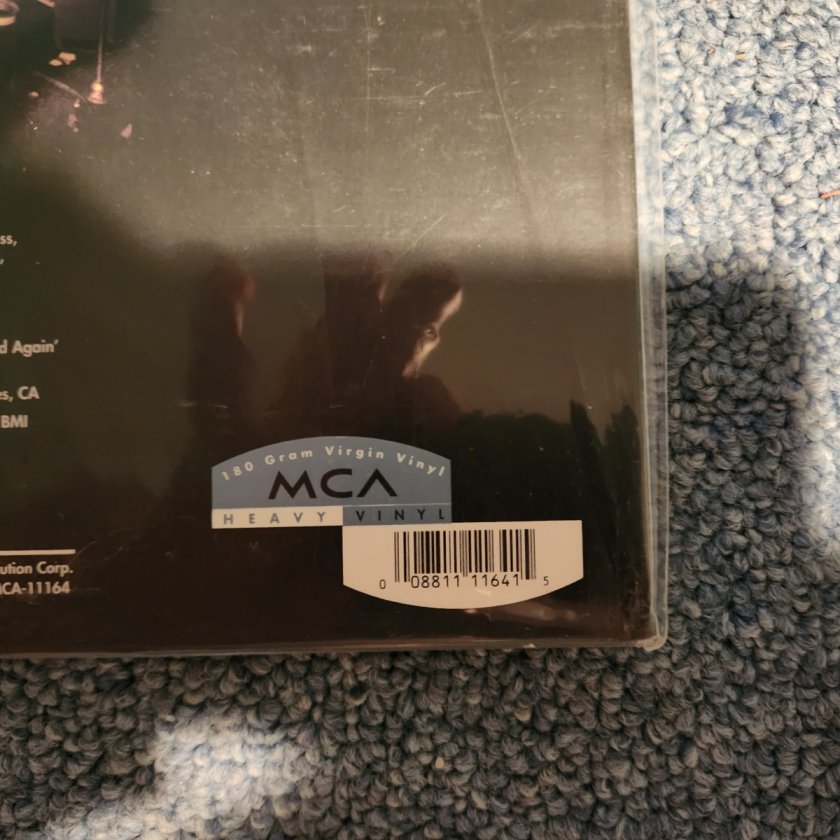 ss,
,
d Again'
es, CA
BMI
180 Gram Virgin Vinyl
MCA
HEAVY VINYL
ution Corp.
MCA-11164
0 08811 11641 5